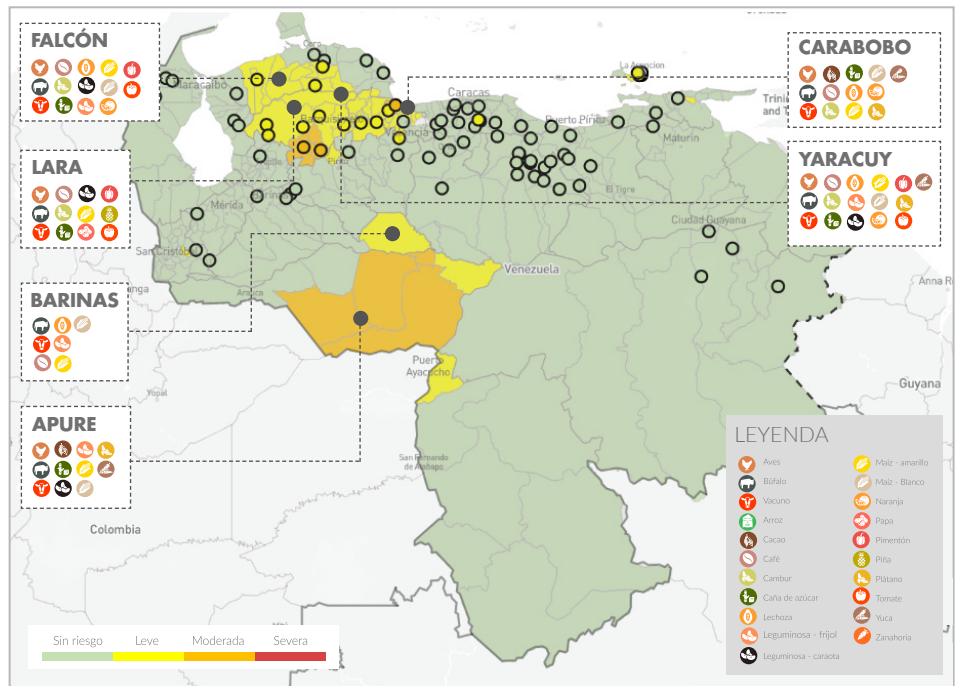 FALCÓN
LARA
BARINAS
APURE
CARABOBO
YARACUY
Maracaibo
Coro
Caracas
La Asunción
Valencia
Puerto Píritu
Maturín
El Tigre
Ciudad Guayana
Mérida
San Cristóbal
Arauca
Venezuela
Puerto
Ayacucho
San Fernando
de Atabapo
Yopal
Colombia
Guyana
Anna R
Trini
and T
LEYENDA
Aves
Búfalo
Vacuno
Arroz
Cacao
Café
Cambur
Caña de azúcar
Lechoza
Leguminosa - frijol
Leguminosa - caraota
Maíz - amarillo
Maíz - Blanco
Naranja
Papa
Pimentón
Piña
Plátano
Tomate
Yuca
Zanahoria
Sin riesgo
Leve
Moderada
Severa